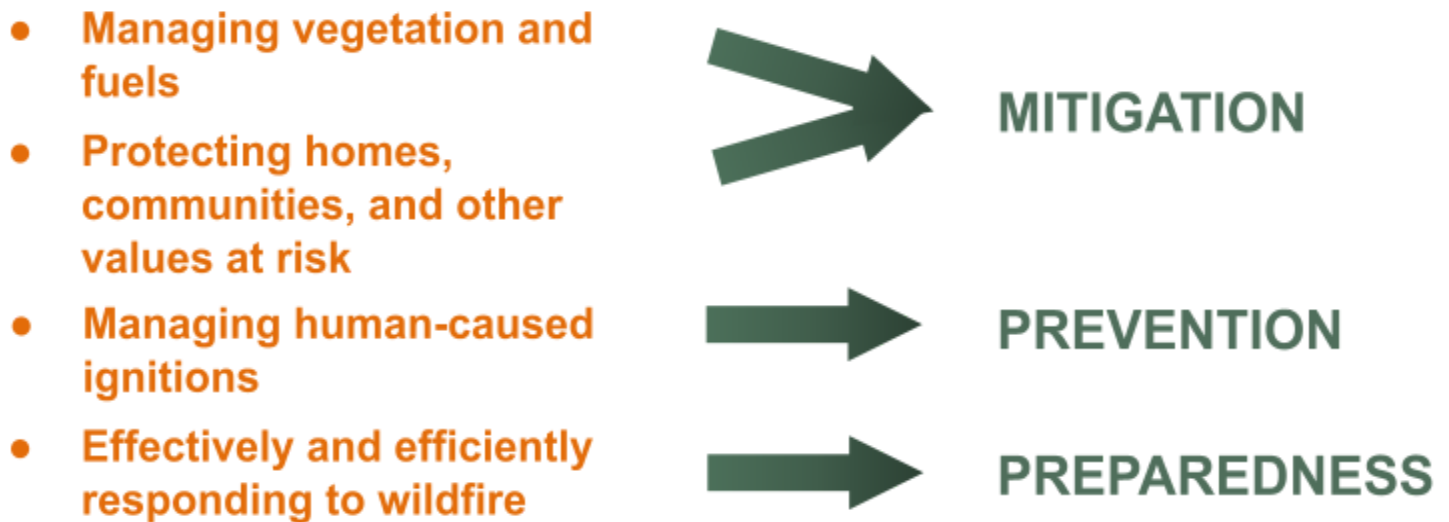 • Managing vegetation and
fuels
MITIGATION
• Protecting homes,
communities, and other
values at risk
• Managing human-caused
ignitions
PREVENTION
• Effectively and efficiently
responding to wildfire
PREPAREDNESS